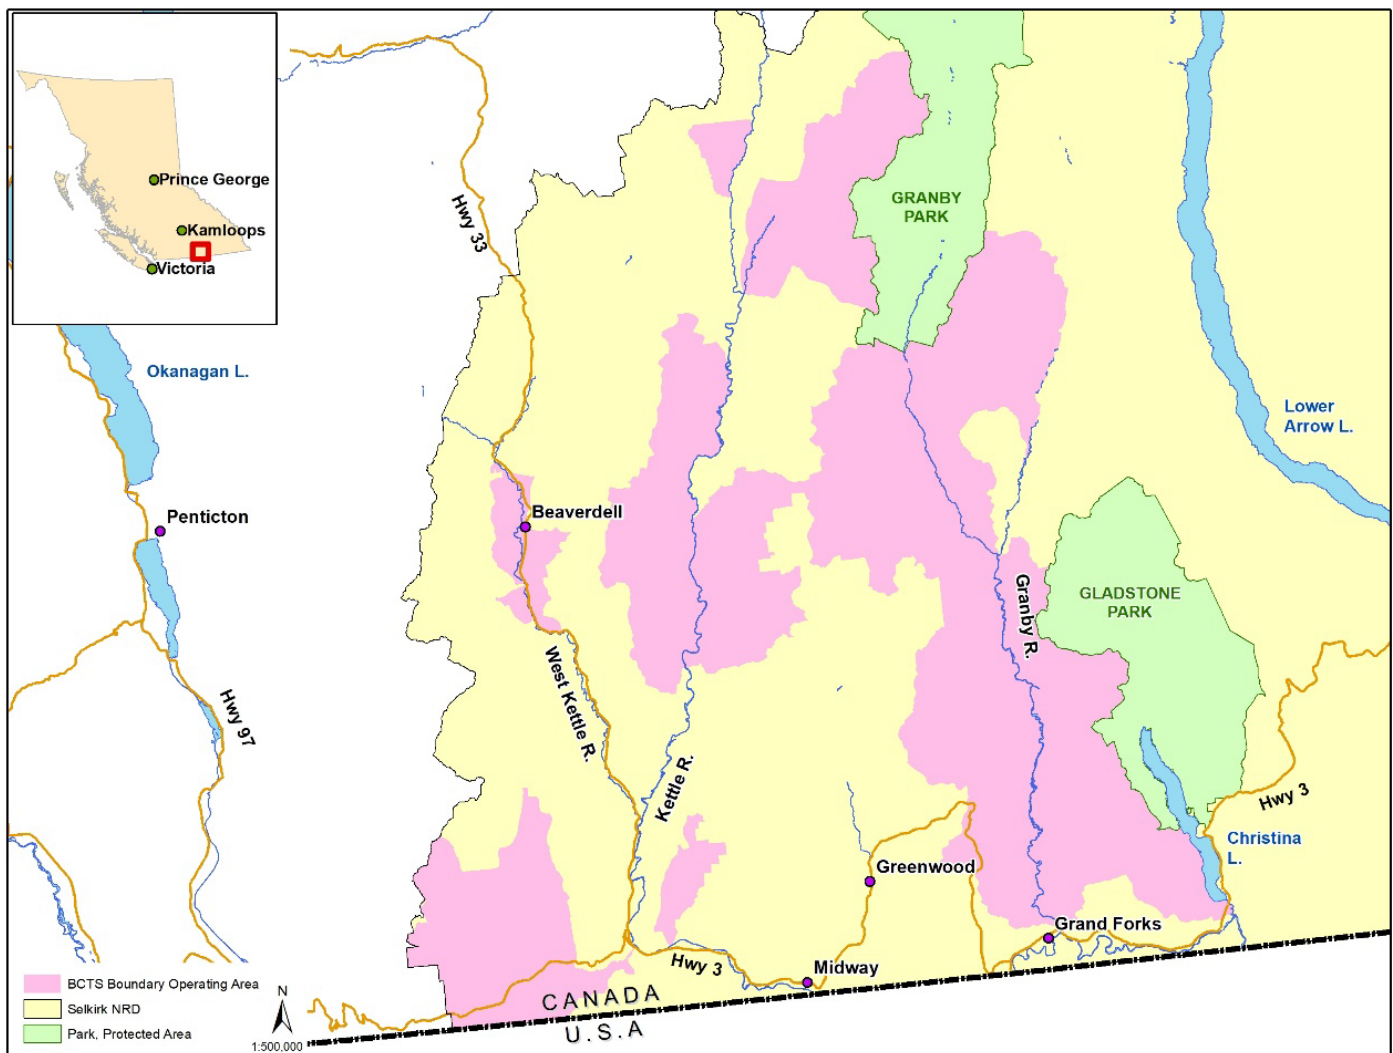 Prince George
Kamloops
Victoria
Hwy 33
GRANBY
PARK
Okanagan L.
Lower
Arrow L.
Penticton
Beaverdell
Granby R.
GLADSTONE
PARK
Hwy 97
West Kettle R.
Kettle R.
Hwy 3
Christina
L.
Greenwood
Grand Forks
Hwy 3
Midway
BCTS Boundary Operating Area
Selkirk NRD
Park, Protected Area
N
1:500,000
CANADA
U.S.A